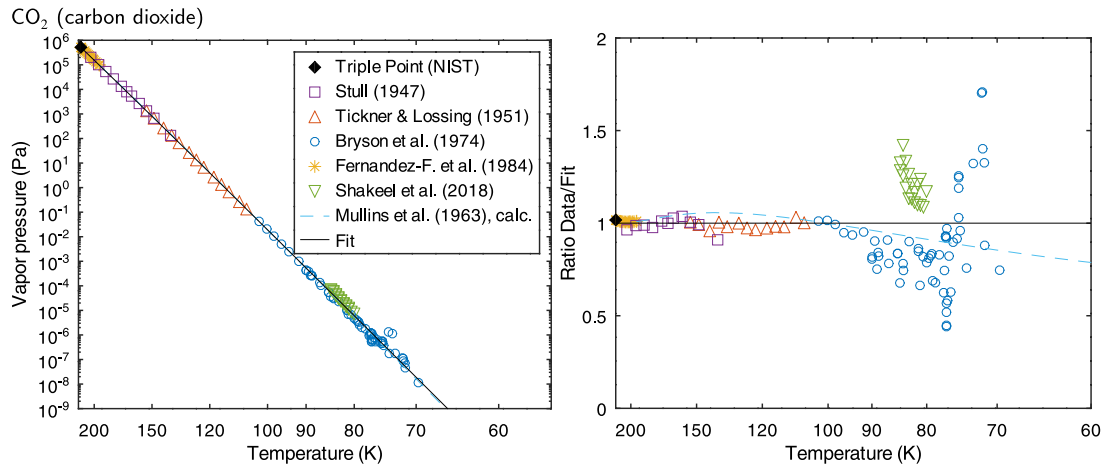 CO₂ (carbon dioxide)
Vapor pressure (Pa)
10⁶
10⁵
10⁴
10³
10²
10¹
10⁰
10⁻¹
10⁻²
10⁻³
10⁻⁴
10⁻⁵
10⁻⁶
10⁻⁷
10⁻⁸
10⁻⁹
Triple Point (NIST)
Stull (1947)
Tickner & Lossing (1951)
Bryson et al. (1974)
Fernandez-F. et al. (1984)
Shakeel et al. (2018)
Mullins et al. (1963), calc.
Fit
200 150 120 100 80 60
Temperature (K)
Ratio Data/Fit
2
1.5
1
0.5
0
200 150 120 100 80 70 60
Temperature (K)